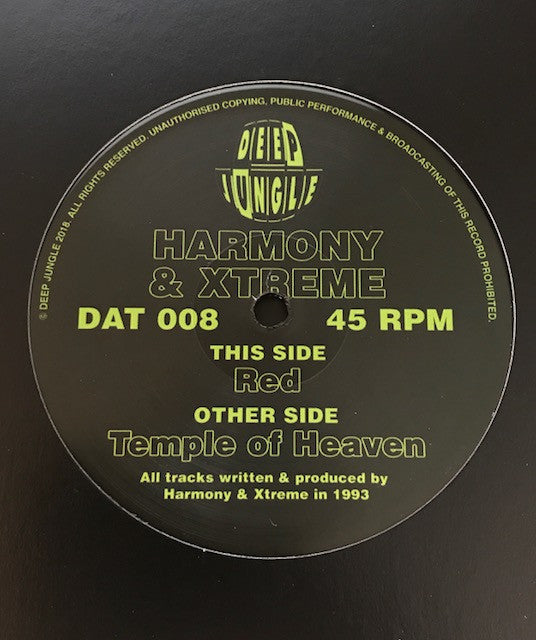 © DEEP JUNGLE 2018. ALL RIGHTS RESERVED. UNAUTHORISED COPYING, PUBLIC PERFORMANCE & BROADCASTING OF THIS RECORD PROHIBITED.
DEEP
JUNGLE
HARMONY
& XTREME
DAT 008 45 RPM
THIS SIDE
Red
OTHER SIDE
Temple of Heaven
All tracks written & produced by
Harmony & Xtreme in 1993